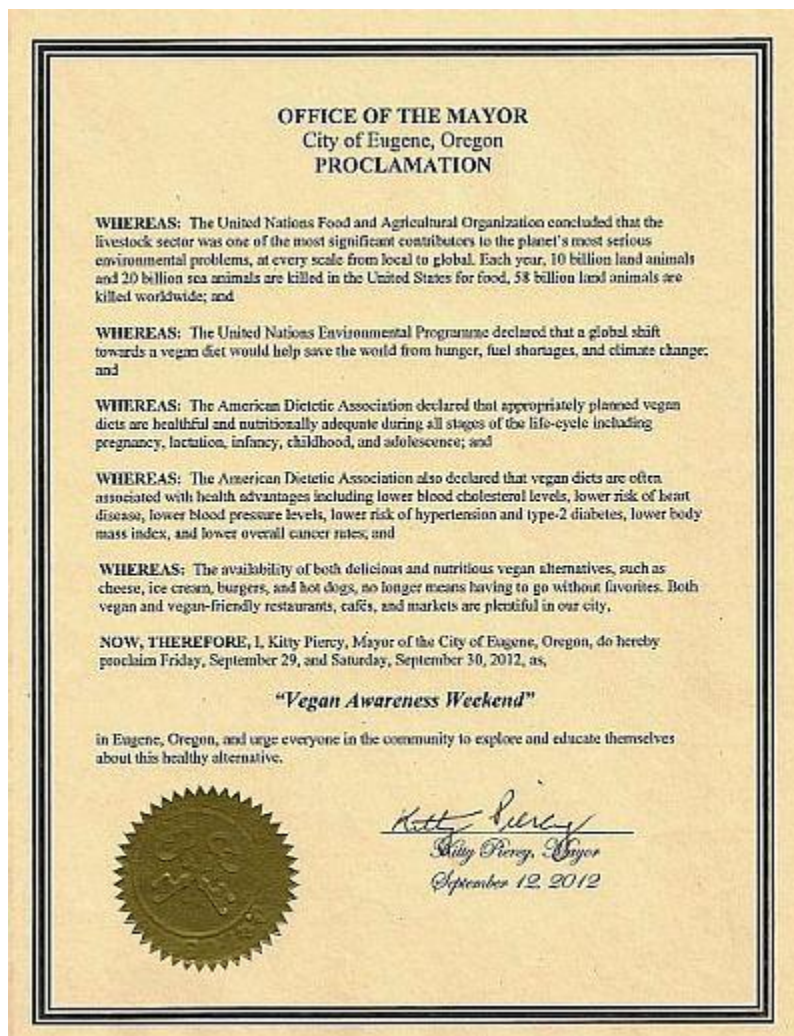 OFFICE OF THE MAYOR
City of Eugene, Oregon
PROCLAMATION
WHEREAS: The United Nations Food and Agricultural Organization concluded that the
livestock sector was one of the most significant contributors to the planet's most serious
environmental problems, at every scale from local to global. Each year, 10 billion land animals
and 20 billion sea animals are killed in the United States for food, 58 billion land animals are
killed worldwide; and
WHEREAS: The United Nations Environmental Programme declared that a global shift
towards a vegan diet would help save the world from hunger, fuel shortages, and climate change;
and
WHEREAS: The American Dietetic Association declared that appropriately planned vegan
diets are healthful and nutritionally adequate during all stages of the life-cycle including
pregnancy, lactation, infancy, childhood, and adolescence; and
WHEREAS: The American Dietetic Association also declared that vegan diets are often
associated with health advantages including lower blood cholesterol levels, lower risk of heart
disease, lower blood pressure levels, lower risk of hypertension and type-2 diabetes, lower body
mass index, and lower overall cancer rates; and
WHEREAS: The availability of both delicious and nutritious vegan alternatives, such as
cheese, ice cream, burgers, and hot dogs, no longer means having to go without favorites. Both
vegan and vegan-friendly restaurants, cafés, and markets are plentiful in our city.
NOW, THEREFORE, I, Kitty Piercy, Mayor of the City of Eugene, Oregon, do hereby
proclaim Friday, September 29, and Saturday, September 30, 2012, as,
"Vegan Awareness Weekend"
in Eugene, Oregon, and urge everyone in the community to explore and educate themselves
about this healthy alternative.
Kitty Piercy
Kitty Piercy, Mayor
September 12, 2012